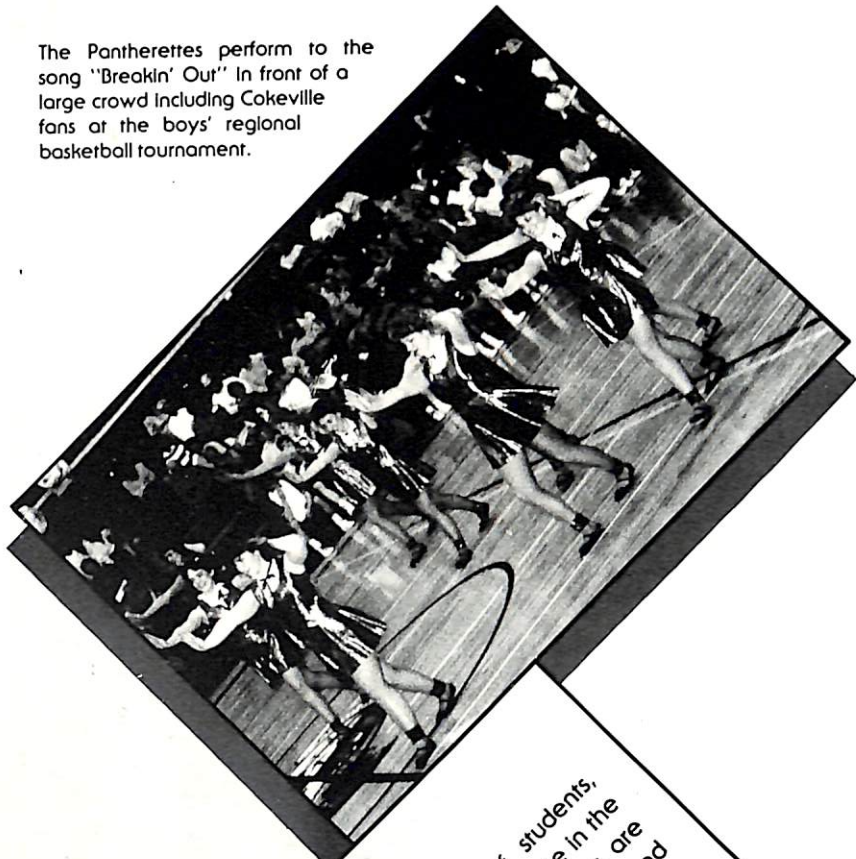 The Pantherettes perform to the
song "Breakin' Out" in front of a
large crowd including Cokeville
fans at the boys' regional
basketball tournament.
students,
in the
are